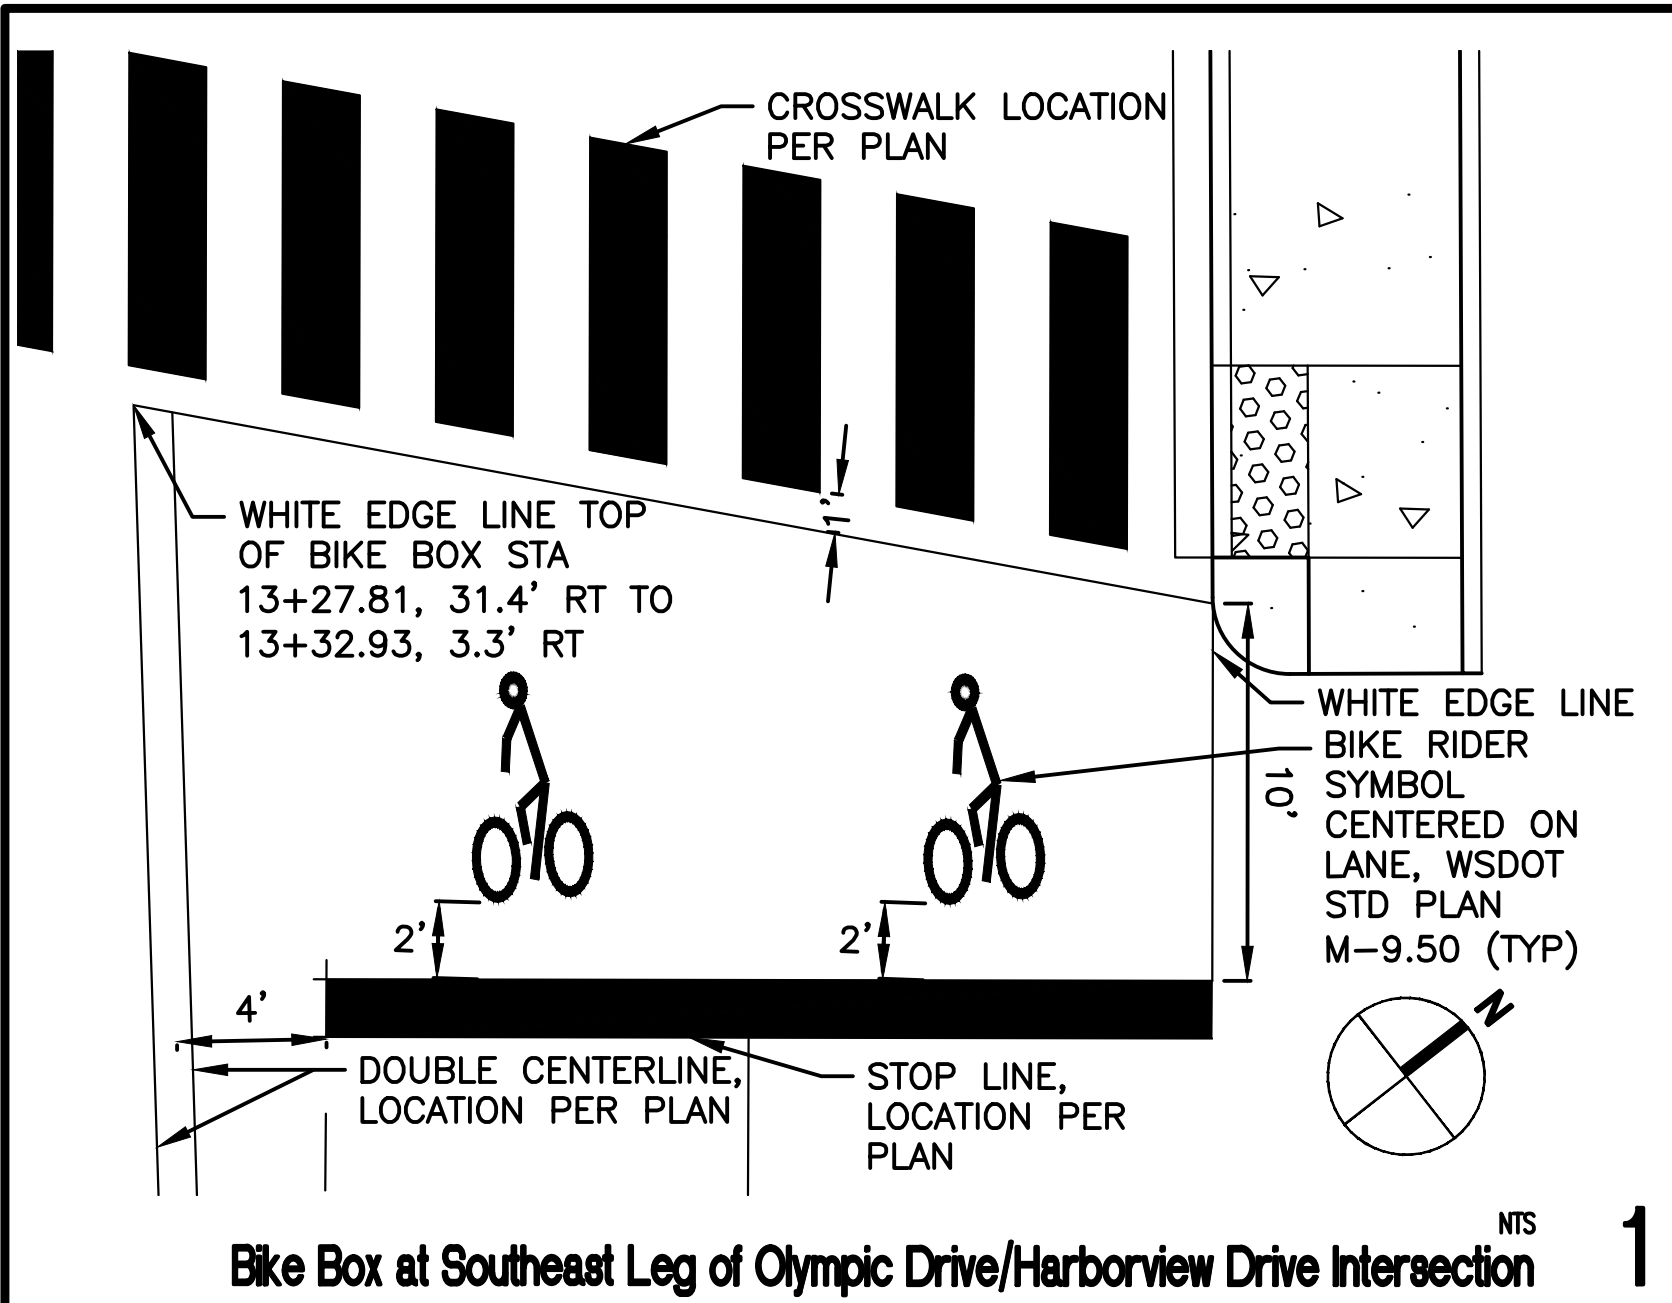 CROSSWALK LOCATION
PER PLAN
1'
WHITE EDGE LINE TOP
OF BIKE BOX STA
13+27.81, 31.4' RT TO
13+32.93, 3.3' RT
WHITE EDGE LINE
BIKE RIDER
SYMBOL
CENTERED ON
LANE, WSDOT
STD PLAN
M-9.50 (TYP)
10'
2'
2'
4'
DOUBLE CENTERLINE,
LOCATION PER PLAN
STOP LINE,
LOCATION PER
PLAN
N
NTS
Bike Box at Southeast Leg of Olympic Drive/Harborview Drive Intersection
1